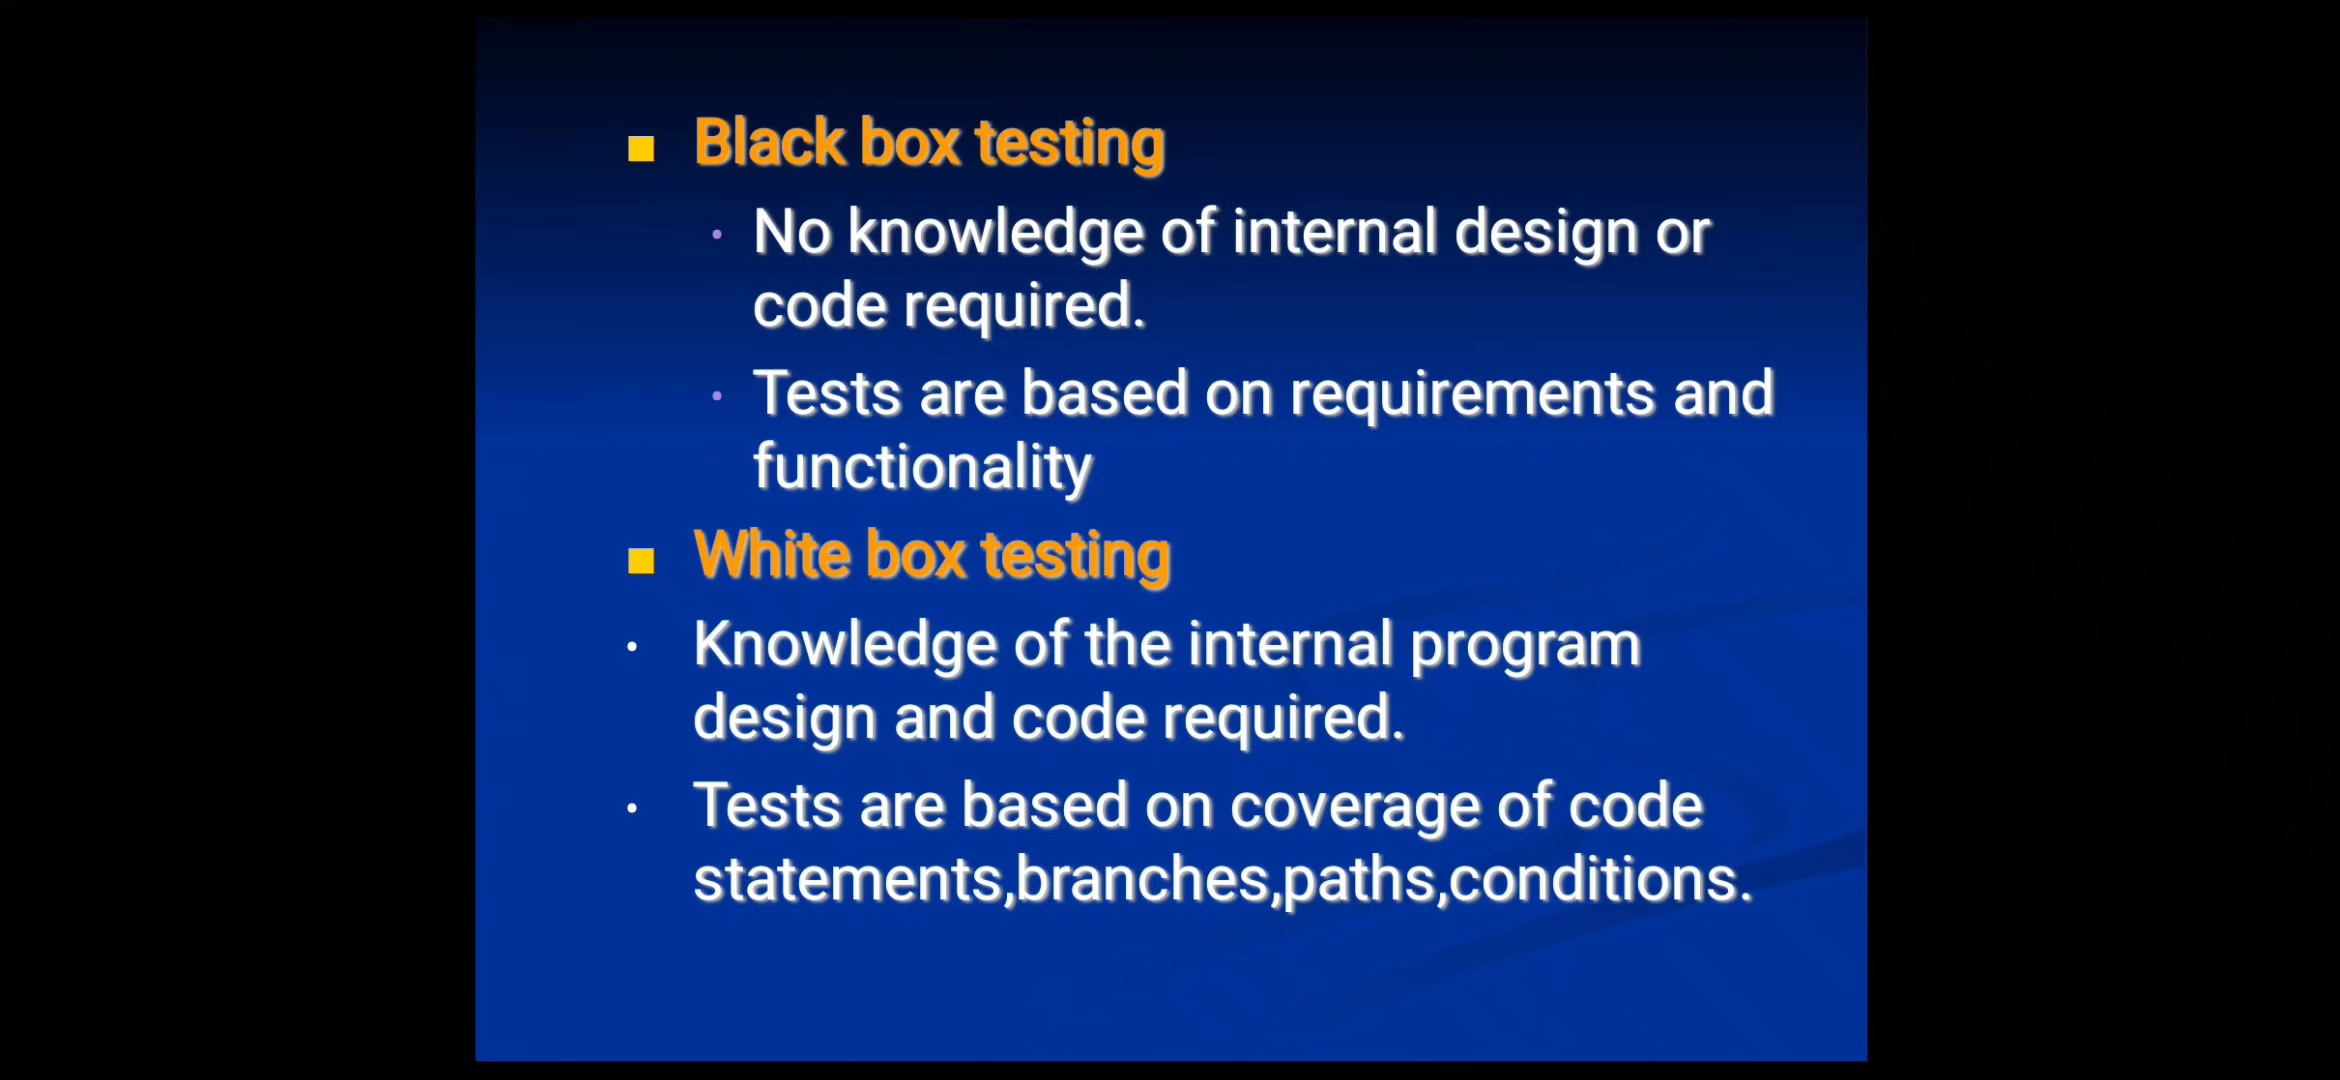 Black box testing
No knowledge of internal design or
code required.
Tests are based on requirements and
functionality
White box testing
Knowledge of the internal program
design and code required.
Tests are based on coverage of code
statements,branches,paths,conditions.